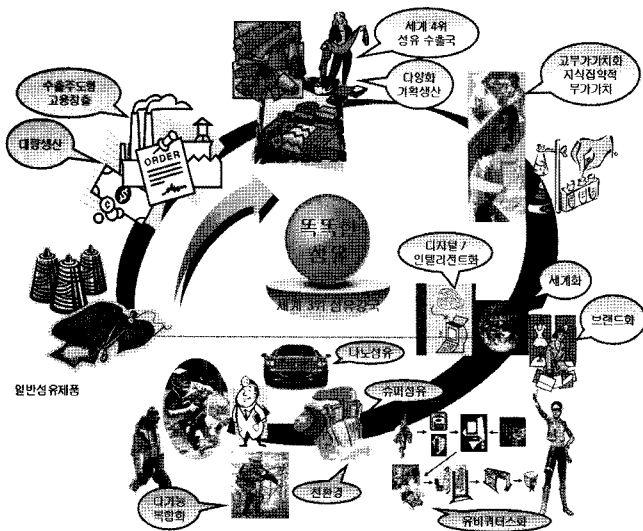 세계 4위
섬유 수출국
다양화
기획생산
고부가가치화
지식집약적
부가가치
수출주도형
고용창출
대량생산
ORDER
똑똑한
섬유
세계 3위 섬유강국
디지털 /
인텔리전트화
세계화
브랜드화
나노섬유
슈퍼섬유
일반섬유제품
다기능
복합화
친환경
유비쿼터스화